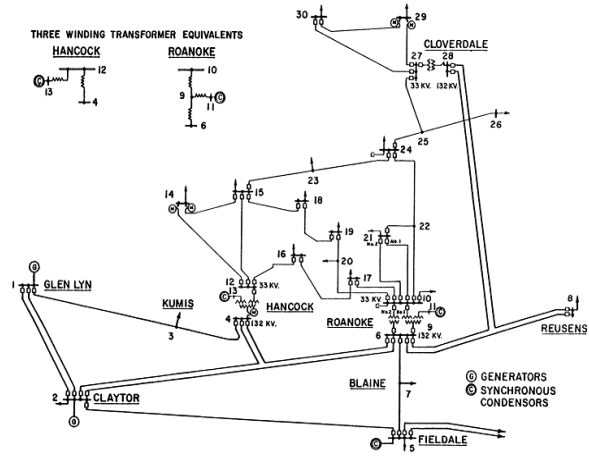 THREE WINDING TRANSFORMER EQUIVALENTS
HANCOCK
ROANOKE
12
C
13
4
10
9
11
C
6
30
29
CLOVERDALE
27
28
33 KV.
132 KV.
26
25
24
23
14
15
18
22
19
21
No.2
No.1
16
20
17
12
33 KV.
C
13
HANCOCK
33 KV.
10
11
C
No.2
No.1
ROANOKE
9
G
1
GLEN LYN
KUMIS
3
4
132 KV.
6
132 KV.
8
REUSENS
BLAINE
7
G GENERATORS
C SYNCHRONOUS
CONDENSORS
2
CLAYTOR
G
C
5
FIELDALE